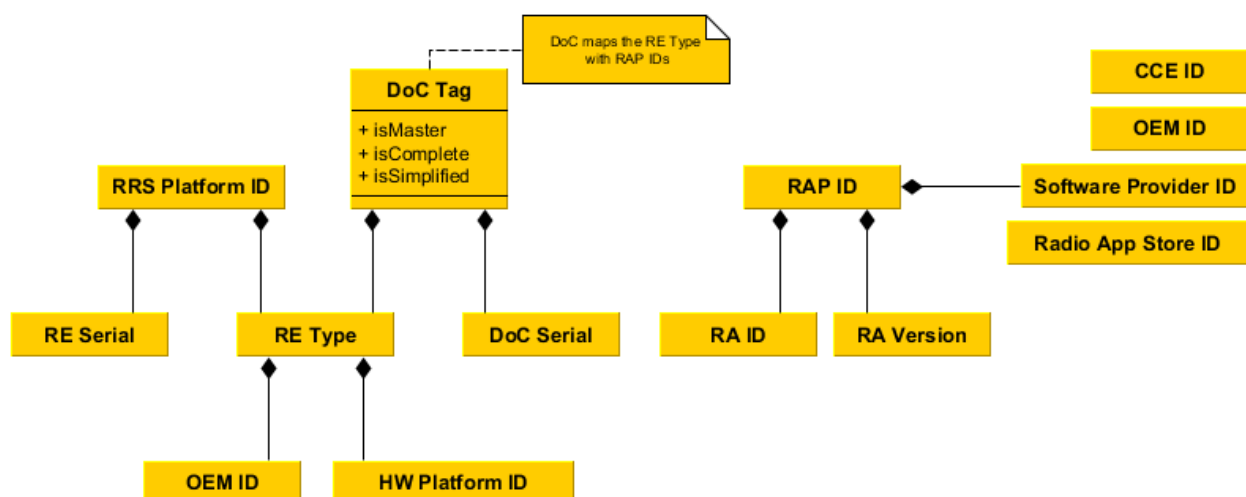 DoC maps the RE Type
with RAP IDs
DoC Tag
+ isMaster
+ isComplete
+ isSimplified
CCE ID
OEM ID
RRS Platform ID
RAP ID
Software Provider ID
Radio App Store ID
RE Serial
RE Type
DoC Serial
RA ID
RA Version
OEM ID
HW Platform ID